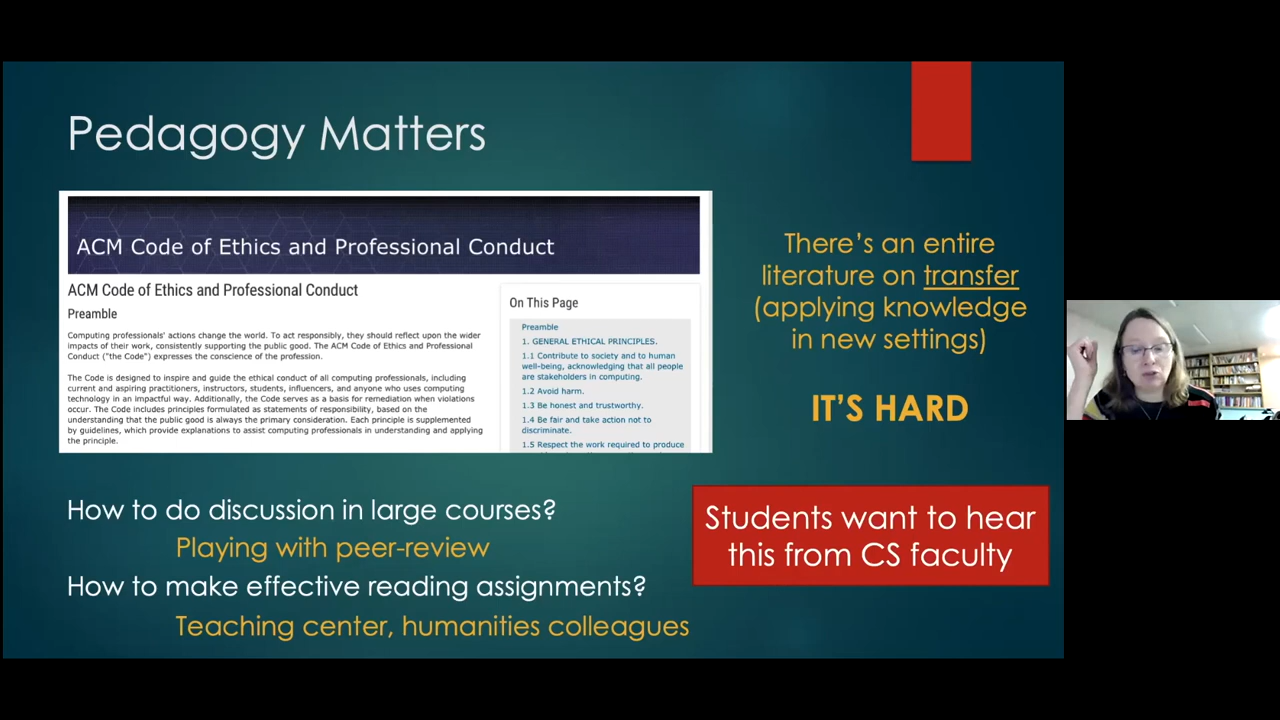 Pedagogy Matters
ACM Code of Ethics and Professional Conduct
ACM Code of Ethics and Professional Conduct
Preamble
Computing professionals' actions change the world. To act responsibly, they should reflect upon the wider
impacts of their work, consistently supporting the public good. The ACM Code of Ethics and Professional
Conduct ("the Code") expresses the conscience of the profession.
The Code is designed to inspire and guide the ethical conduct of all computing professionals, including
current and aspiring practitioners, instructors, students, influencers, and anyone who uses computing
technology in an impactful way. Additionally, the Code serves as a basis for remediation when violations
occur. The Code includes principles formulated as statements of responsibility, based on the
understanding that the public good is always the primary consideration. Each principle is supplemented
by guidelines, which provide explanations to assist computing professionals in understanding and applying
the principle.
On This Page
Preamble
1. GENERAL ETHICAL PRINCIPLES.
1.1 Contribute to society and to human
well-being, acknowledging that all people
are stakeholders in computing.
1.2 Avoid harm.
1.3 Be honest and trustworthy.
1.4 Be fair and take action not to
discriminate.
1.5 Respect the work required to produce
There's an entire
literature on transfer
(applying knowledge
in new settings)
IT'S HARD
How to do discussion in large courses?
Playing with peer-review
How to make effective reading assignments?
Teaching center, humanities colleagues
Students want to hear
this from CS faculty